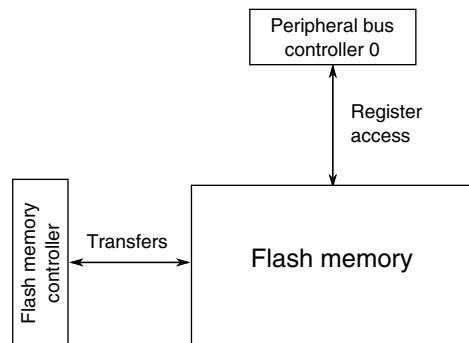 Peripheral bus
controller 0
Register
access
Flash memory
controller
Transfers
Flash memory